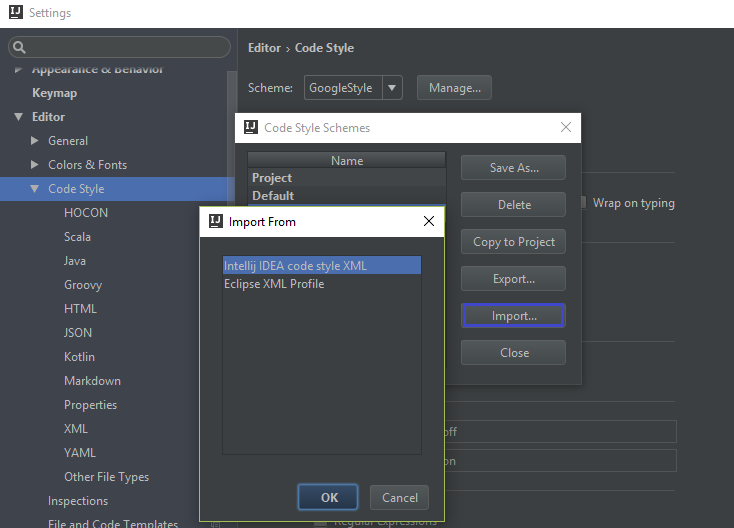 Settings
Appearance & Behavior
Keymap
Editor
General
Colors & Fonts
Code Style
HOCON
Scala
Java
Groovy
HTML
JSON
Kotlin
Markdown
Properties
XML
YAML
Other File Types
Inspections
File and Code Templates
Editor › Code Style
Scheme: GoogleStyle Manage...
Wrap on typing
off
on
Regular Expressions
Code Style Schemes
Name
Project
Default
Save As...
Delete
Copy to Project
Export...
Import...
Close
Import From
Intellij IDEA code style XML
Eclipse XML Profile
OK Cancel